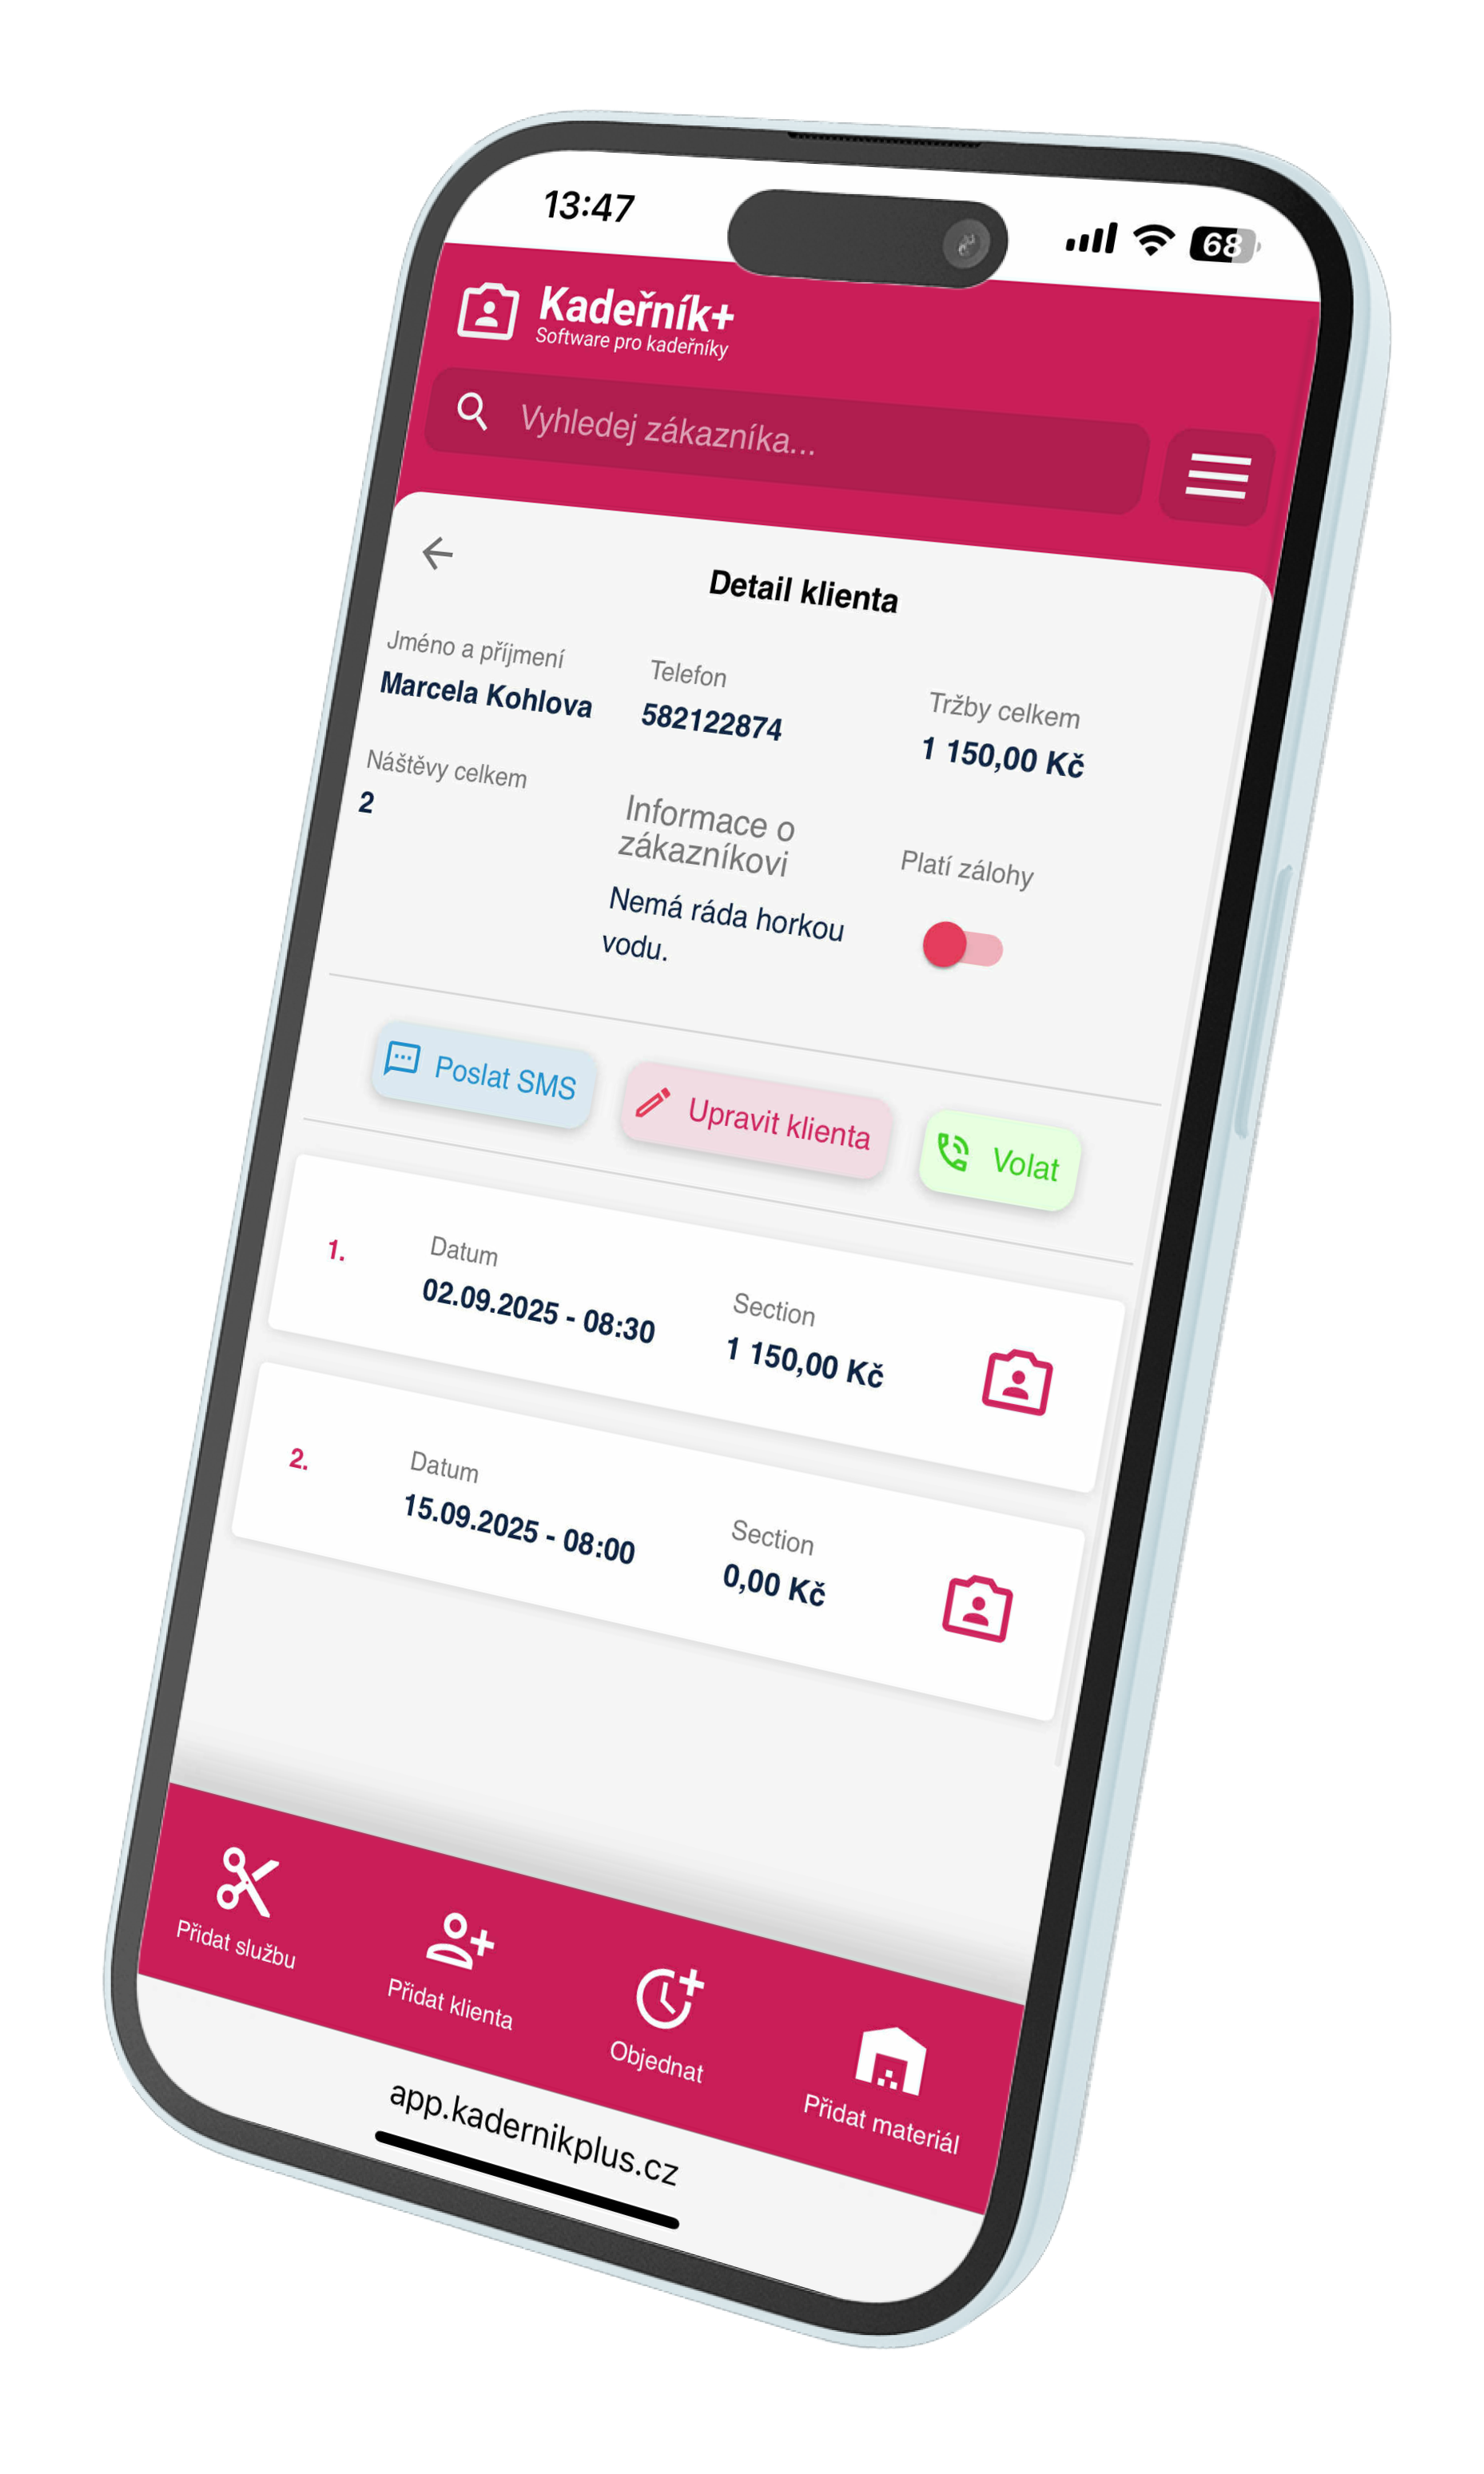 13:47
68
Kadeřník+
Software pro kadeřníky
Vyhledej zákazníka...
Detail klienta
Jméno a příjmení
Marcela Kohlova
Telefon
582122874
Tržby celkem
1 150,00 Kč
Náštěvy celkem
2
Informace o
zákazníkovi
Nemá ráda horkou
vodu.
Platí zálohy
Poslat SMS
Upravit klienta
Volat
1.
Datum
02.09.2025 - 08:30
Section
1 150,00 Kč
2.
Datum
15.09.2025 - 08:00
Section
0,00 Kč
Přidat službu
Přidat klienta
Objednat
Přidat materiál
app.kadernikplus.cz